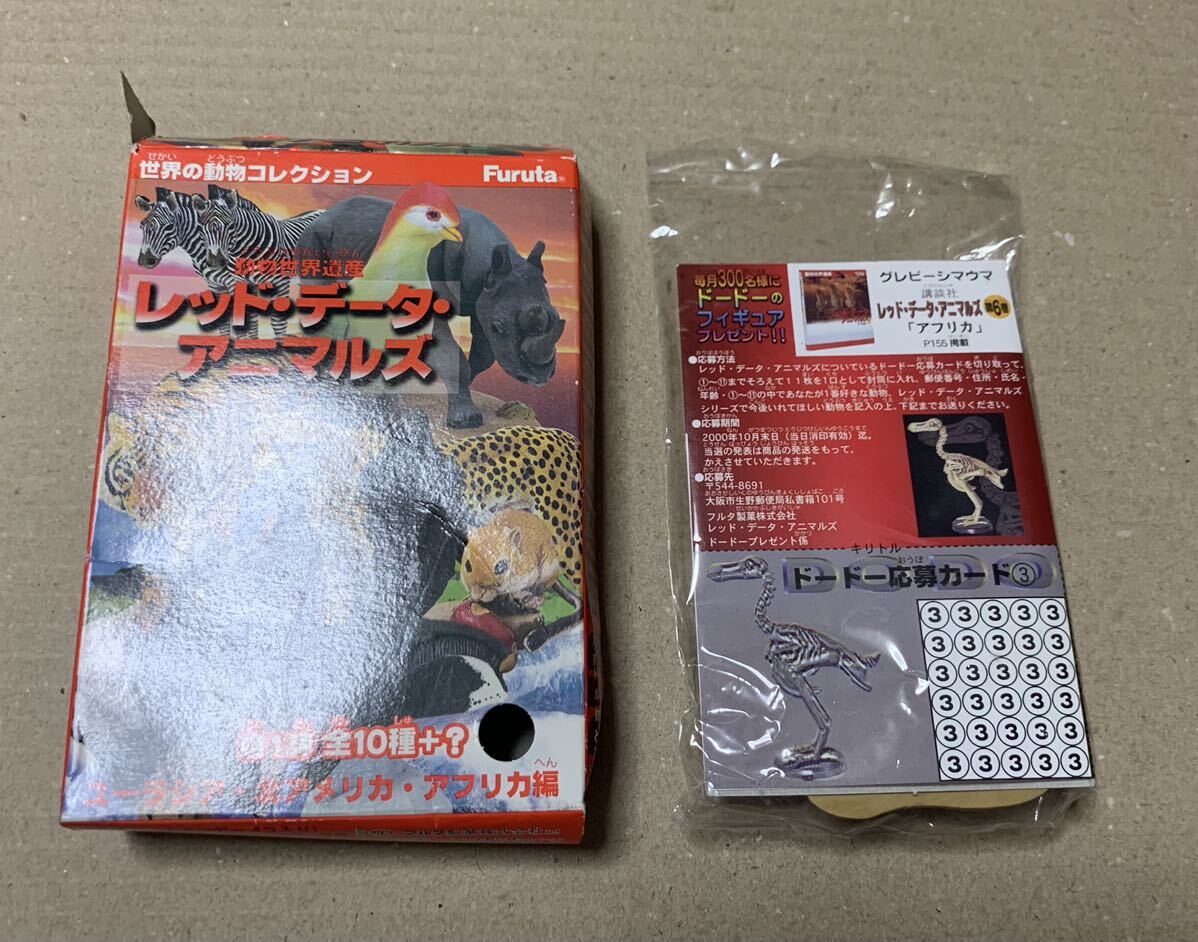 世界の動物コレクション
せかい どうぶつ
Furuta®
動物世界遺産
レッド・データ・
アニマルズ
全10種+?
しゅ
ユーラシア・北アメリカ・アフリカ編
へん
毎月300名様に
ドードーの
フィギュア
プレゼント!!
グレビーシマウマ
講談社
レッド・データ・アニマルズ 第6巻
「アフリカ」
P155掲載
●応募方法
レッド・データ・アニマルズについているドードー応募カードを切り取って、
①〜⑪までそろえて11枚を1口として封筒に入れ、郵便番号・住所・氏名・
年齢・①〜⑪の中であなたが1番好きな動物、レッド・データ・アニマルズ
シリーズで今後いれてほしい動物を記入の上、下記までお送りください。
●応募期間
2000年10月末日（当日消印有効）迄。
当選の発表は商品の発送をもって、
かえさせていただきます。
●応募先
〒544-8691
大阪市生野郵便局私書箱101号
フルタ製菓株式会社
レッド・データ・アニマルズ
ドードープレゼント係
キリトル
ドードー応募カード③
3 3 3 3 3
3 3 3 3 3
3 3 3 3 3
3 3 3 3 3
3 3 3 3 3
3 3 3 3 3